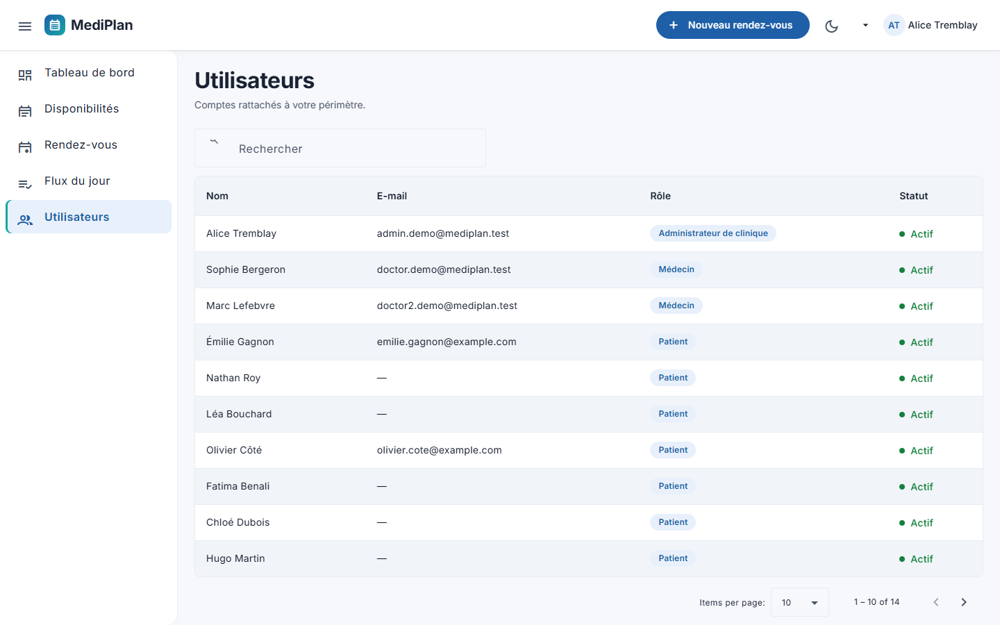 MediPlan
Nouveau rendez-vous
AT Alice Tremblay
Tableau de bord
Disponibilités
Rendez-vous
Flux du jour
Utilisateurs
Utilisateurs
Comptes rattachés à votre périmètre.
Rechercher
Nom E-mail Rôle Statut
Alice Tremblay admin.demo@mediplan.test Administrateur de clinique Actif
Sophie Bergeron doctor.demo@mediplan.test Médecin Actif
Marc Lefebvre doctor2.demo@mediplan.test Médecin Actif
Émilie Gagnon emilie.gagnon@example.com Patient Actif
Nathan Roy — Patient Actif
Léa Bouchard — Patient Actif
Olivier Côté olivier.cote@example.com Patient Actif
Fatima Benali — Patient Actif
Chloé Dubois — Patient Actif
Hugo Martin — Patient Actif
Items per page: 10 1 – 10 of 14